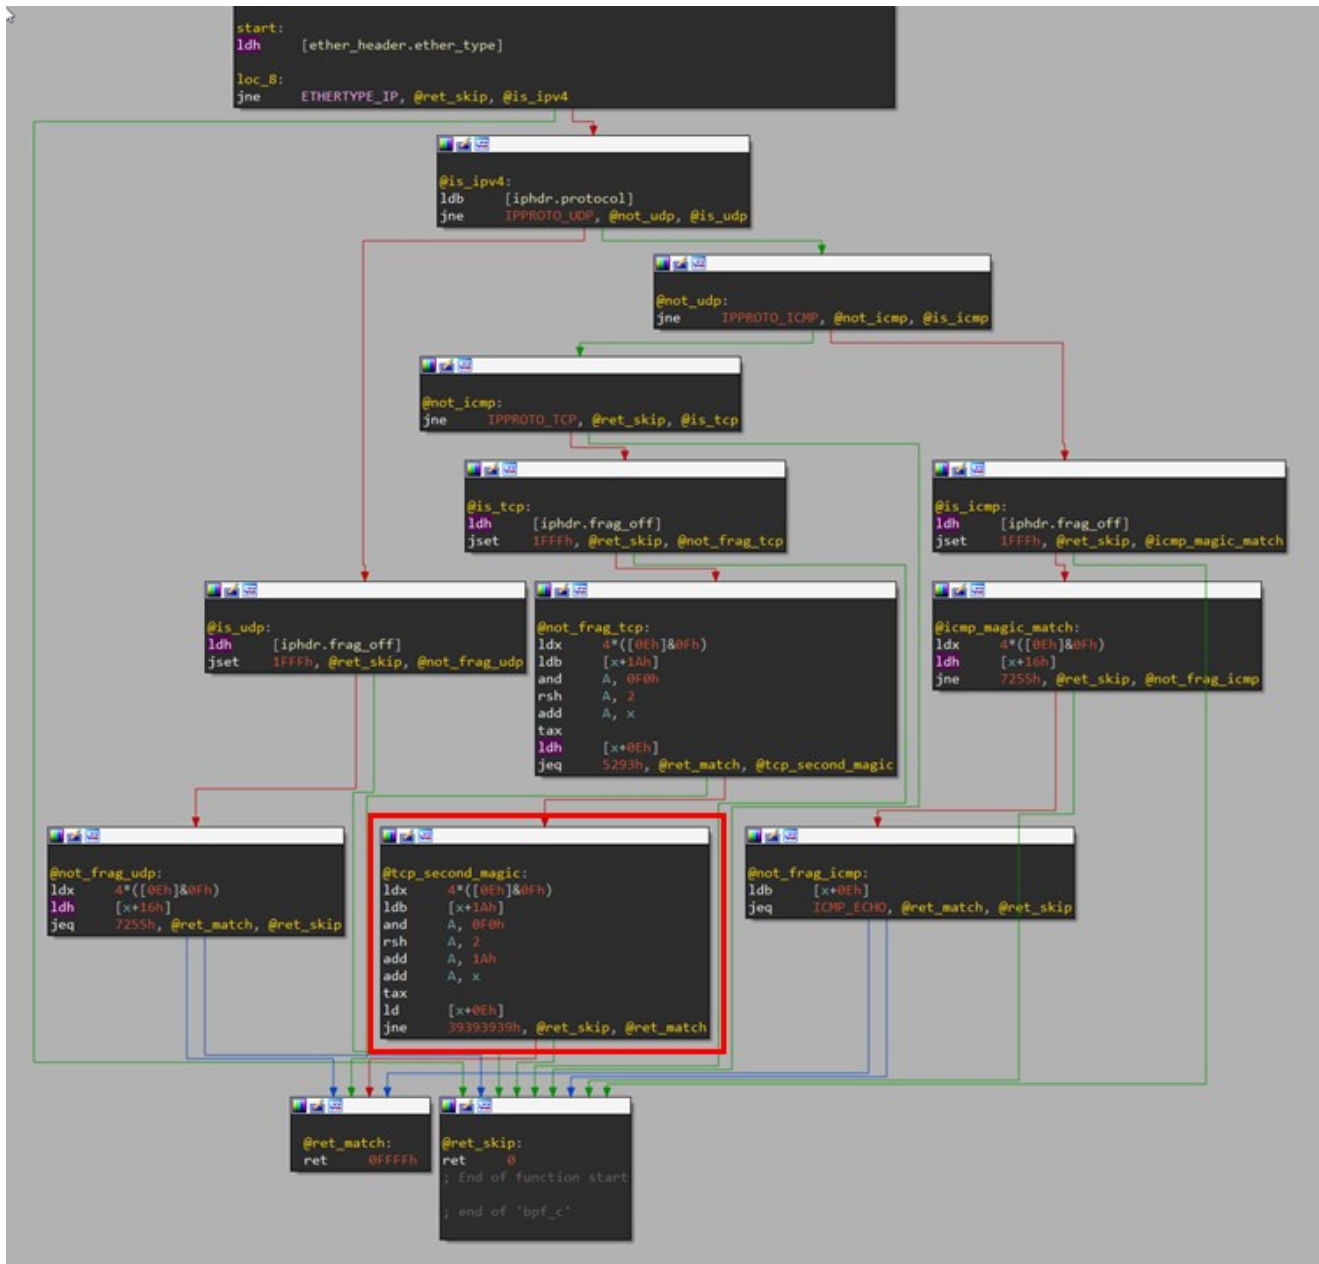 start:
ldh [ether_header.ether_type]
loc_8:
jne ETHERTYPE_IP, @ret_skip, @is_ipv4
@is_ipv4:
ldb [iphdr.protocol]
jne IPPROTO_UDP, @not_udp, @is_udp
@not_udp:
jne IPPROTO_ICMP, @not_icmp, @is_icmp
@not_icmp:
jne IPPROTO_TCP, @ret_skip, @is_tcp
@is_tcp:
ldh [iphdr.frag_off]
jset 1FFFh, @ret_skip, @not_frag_tcp
@is_icmp:
ldh [iphdr.frag_off]
jset 1FFFh, @ret_skip, @icmp_magic_match
@is_udp:
ldh [iphdr.frag_off]
jset 1FFFh, @ret_skip, @not_frag_udp
@not_frag_tcp:
ldx 4*([0Eh]&0Fh)
ldb [x+1Ah]
and A, 0F0h
rsh A, 2
add A, x
tax
ldh [x+0Eh]
jeq 5293h, @ret_match, @tcp_second_magic
@icmp_magic_match:
ldx 4*([0Eh]&0Fh)
ldh [x+16h]
jne 7255h, @ret_skip, @not_frag_icmp
@not_frag_udp:
ldx 4*([0Eh]&0Fh)
ldh [x+16h]
jeq 7255h, @ret_match, @ret_skip
@tcp_second_magic:
ldx 4*([0Eh]&0Fh)
ldb [x+1Ah]
and A, 0F0h
rsh A, 2
add A, 1Ah
add A, x
tax
ld [x+0Eh]
jne 39393939h, @ret_skip, @ret_match
@not_frag_icmp:
ldb [x+0Eh]
jeq ICMP_ECHO, @ret_match, @ret_skip
@ret_match:
ret 0FFFFh
@ret_skip:
ret 0
; End of function start
; end of 'bpf_c'